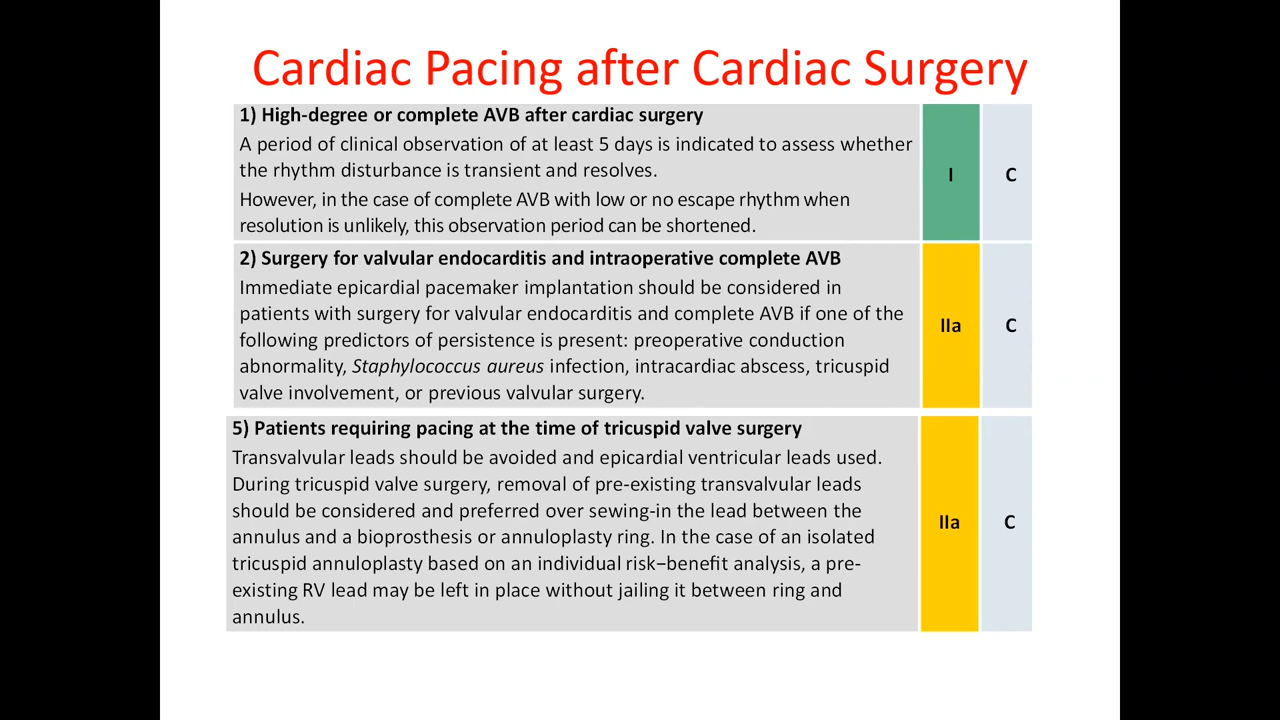 Cardiac Pacing after Cardiac Surgery
1) High-degree or complete AVB after cardiac surgery
A period of clinical observation of at least 5 days is indicated to assess whether
the rhythm disturbance is transient and resolves.
However, in the case of complete AVB with low or no escape rhythm when
resolution is unlikely, this observation period can be shortened.
I
C
2) Surgery for valvular endocarditis and intraoperative complete AVB
Immediate epicardial pacemaker implantation should be considered in
patients with surgery for valvular endocarditis and complete AVB if one of the
following predictors of persistence is present: preoperative conduction
abnormality, Staphylococcus aureus infection, intracardiac abscess, tricuspid
valve involvement, or previous valvular surgery.
IIa
C
5) Patients requiring pacing at the time of tricuspid valve surgery
Transvalvular leads should be avoided and epicardial ventricular leads used.
During tricuspid valve surgery, removal of pre-existing transvalvular leads
should be considered and preferred over sewing-in the lead between the
annulus and a bioprosthesis or annuloplasty ring. In the case of an isolated
tricuspid annuloplasty based on an individual risk–benefit analysis, a pre-
existing RV lead may be left in place without jailing it between ring and
annulus.
IIa
C